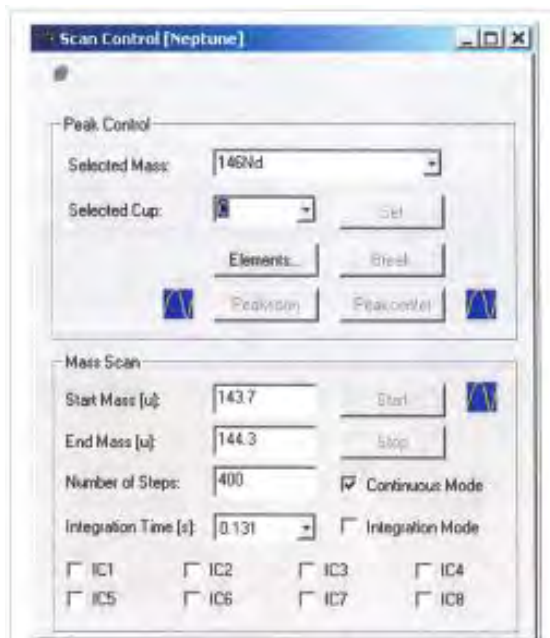 Scan Control [Neptune]
Peak Control
Selected Mass: 146Nd
Selected Cup: C
Set
Elements... Break
Peakscan Peakcenter
Mass Scan
Start Mass [u]: 143.7 Start
End Mass [u]: 144.3 Stop
Number of Steps: 400 Continuous Mode
Integration Time [s]: 0.131 Integration Mode
IC1 IC2 IC3 IC4
IC5 IC6 IC7 IC8